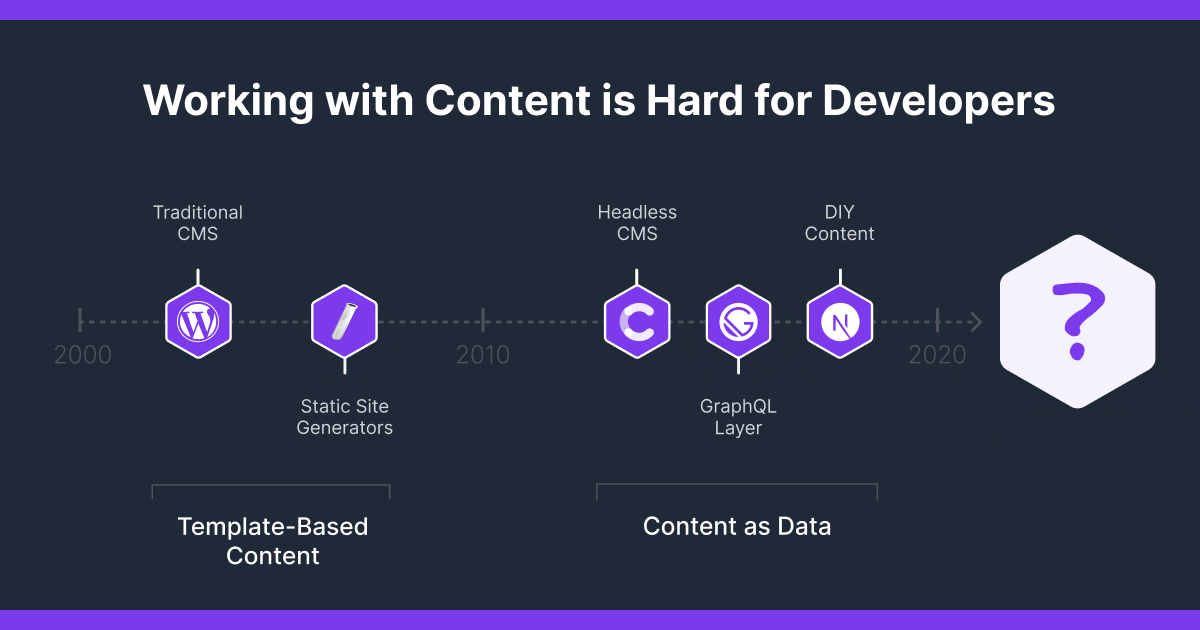 Working with Content is Hard for Developers
Traditional
CMS
Headless
CMS
DIY
Content
2000
2010
2020
?
Static Site
Generators
GraphQL
Layer
Template-Based
Content
Content as Data